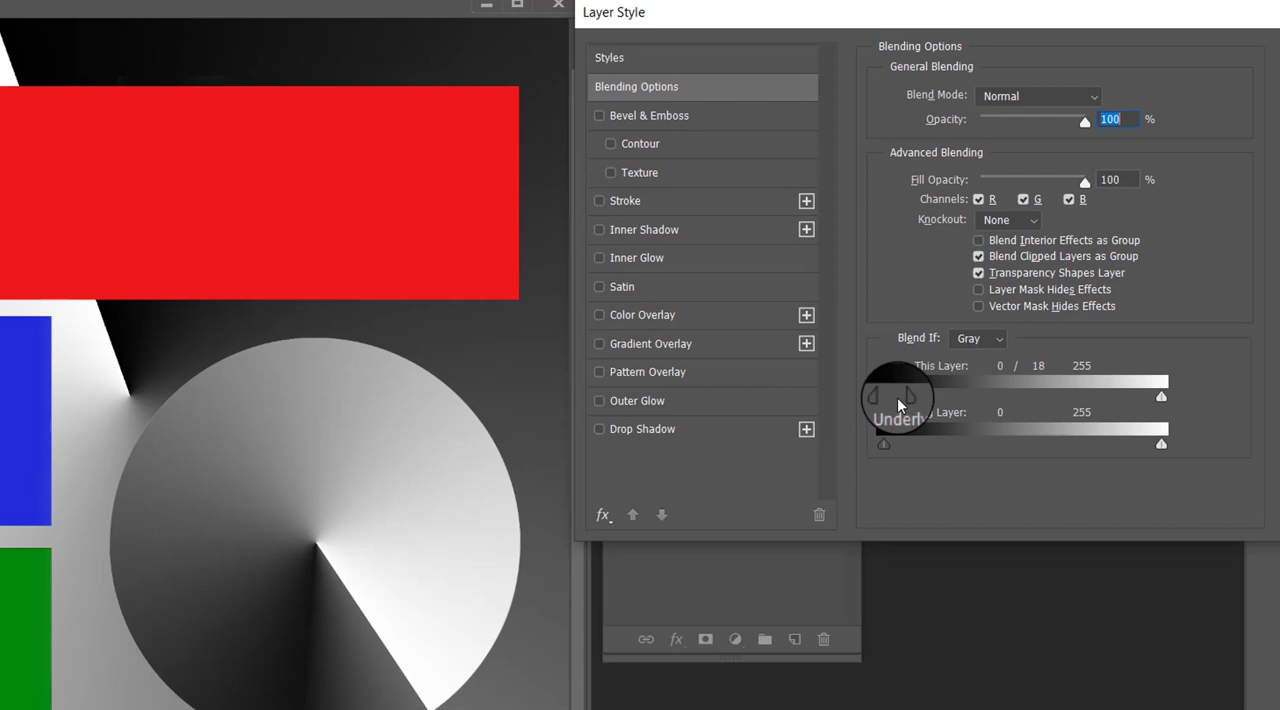 Layer Style
Styles
Blending Options
Bevel & Emboss
Contour
Texture
Stroke
Inner Shadow
Inner Glow
Satin
Color Overlay
Gradient Overlay
Pattern Overlay
Outer Glow
Drop Shadow
fx
Blending Options
General Blending
Blend Mode: Normal
Opacity: 100 %
Advanced Blending
Fill Opacity: 100 %
Channels: R G B
Knockout: None
Blend Interior Effects as Group
Blend Clipped Layers as Group
Transparency Shapes Layer
Layer Mask Hides Effects
Vector Mask Hides Effects
Blend If: Gray
This Layer: 0 / 18 255
Layer: 0 255
fx